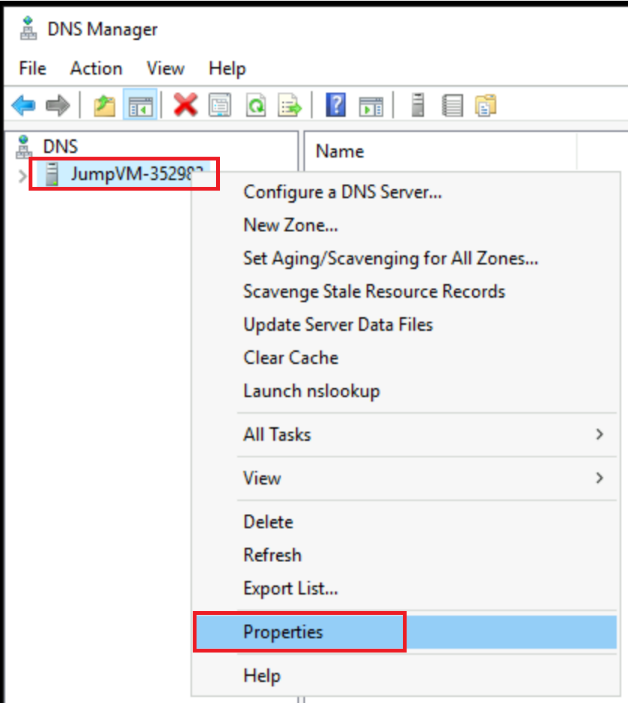 DNS Manager
File Action View Help
DNS
Name
JumpVM-352982
Configure a DNS Server...
New Zone...
Set Aging/Scavenging for All Zones...
Scavenge Stale Resource Records
Update Server Data Files
Clear Cache
Launch nslookup
All Tasks
View
Delete
Refresh
Export List...
Properties
Help